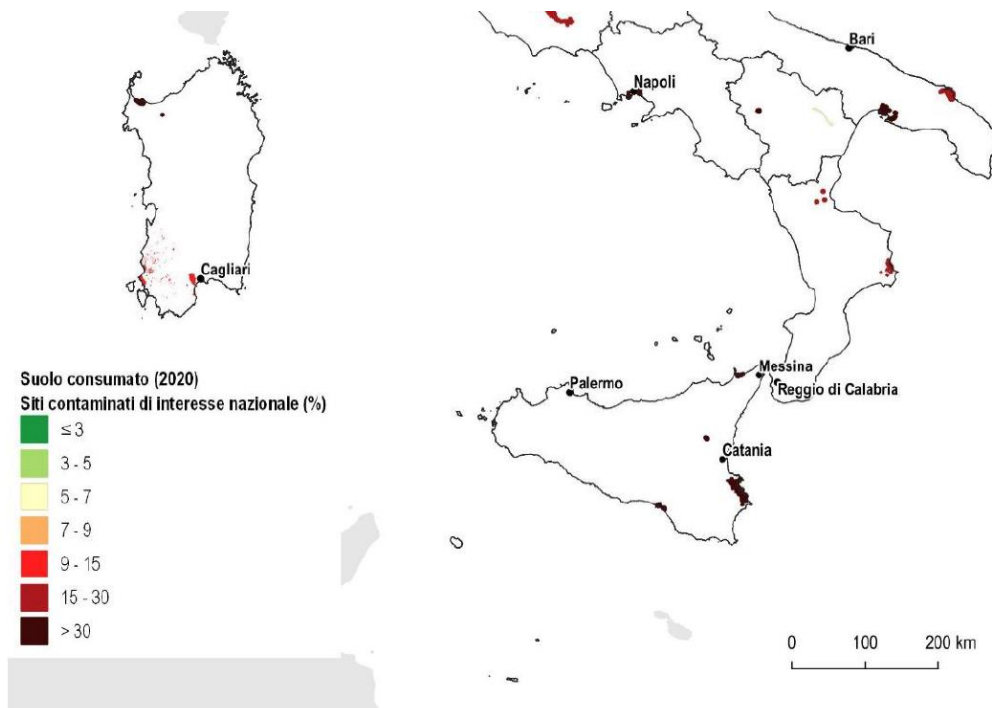 Bari
Napoli
Cagliari
Messina
Reggio di Calabria
Palermo
Catania
Suolo consumato (2020)
Siti contaminati di interesse nazionale (%)
≤ 3
3 - 5
5 - 7
7 - 9
9 - 15
15 - 30
> 30
0 100 200 km